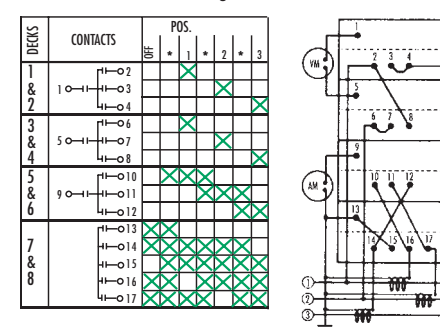 DECKS CONTACTS POS.
OFF * 1 * 2 * 3
1 & 2
1 2
3
4
3 & 4
5 6
7
8
5 & 6
9 10
11
12
7 & 8
13
14
15
16
17
1
VM 2 3 4
5
6 7 8
9
AM 10 11 12
13
14 15 16 17
1
2
3